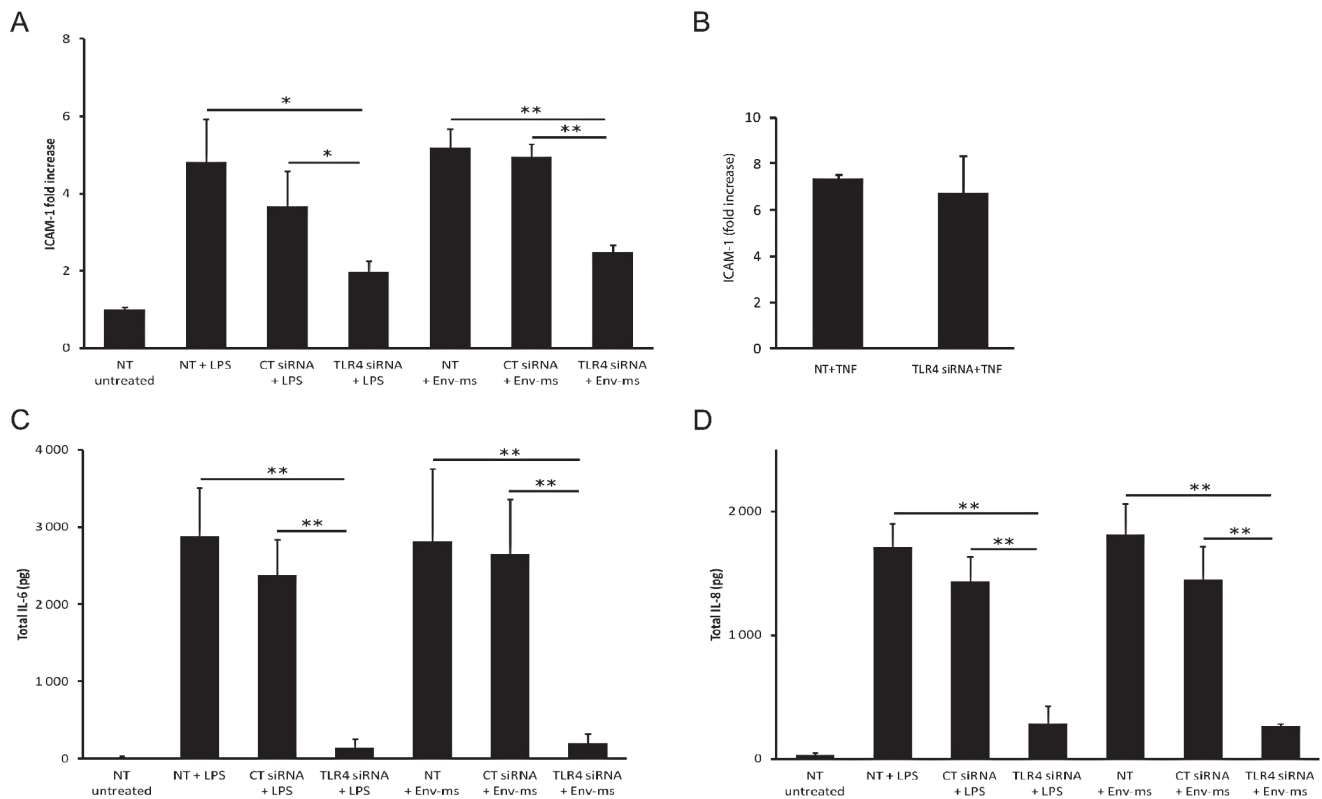 A
ICAM-1 fold increase
8
6
4
2
0
*
*
**
**
NT
untreated
NT + LPS
CT siRNA
+ LPS
TLR4 siRNA
+ LPS
NT
+ Env-ms
CT siRNA
+ Env-ms
TLR4 siRNA
+ Env-ms
B
ICAM-1 (fold increase)
10
8
6
4
2
0
NT+TNF
TLR4 siRNA+TNF
C
Total IL-6 (pg)
4 000
3 000
2 000
1 000
0
**
**
**
**
NT
untreated
NT + LPS
CT siRNA
+ LPS
TLR4 siRNA
+ LPS
NT
+ Env-ms
CT siRNA
+ Env-ms
TLR4 siRNA
+ Env-ms
D
Total IL-8 (pg)
2 000
1 000
0
**
**
**
**
NT
untreated
NT + LPS
CT siRNA
+ LPS
TLR4 siRNA
+ LPS
NT
+ Env-ms
CT siRNA
+ Env-ms
TLR4 siRNA
+ Env-ms